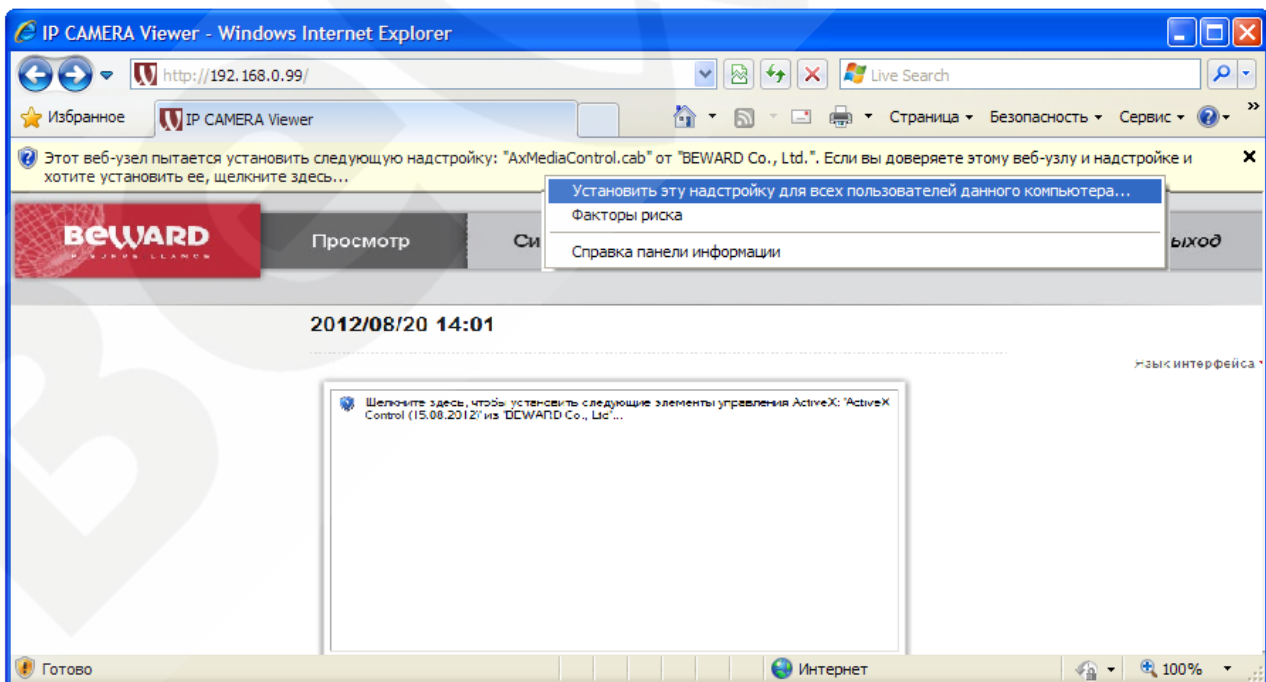 IP CAMERA Viewer - Windows Internet Explorer
http://192.168.0.99/
Live Search
Избранное
IP CAMERA Viewer
Страница
Безопасность
Сервис
»
Этот веб-узел пытается установить следующую надстройку: "AxMediaControl.cab" от "BEWARD Co., Ltd.". Если вы доверяете этому веб-узлу и надстройке и
хотите установить ее, щелкните здесь...
Установить эту надстройку для всех пользователей данного компьютера...
Факторы риска
Справка панели информации
BEWARD
Просмотр
Си
ыход
2012/08/20 14:01
Язык интерфейса
Щелкните здесь, чтобы установить следующие элементы управления ActiveX: "ActiveX
Control (15.08.2012)" из "BEWARD Co., Ltd"...
Готово
Интернет
100%